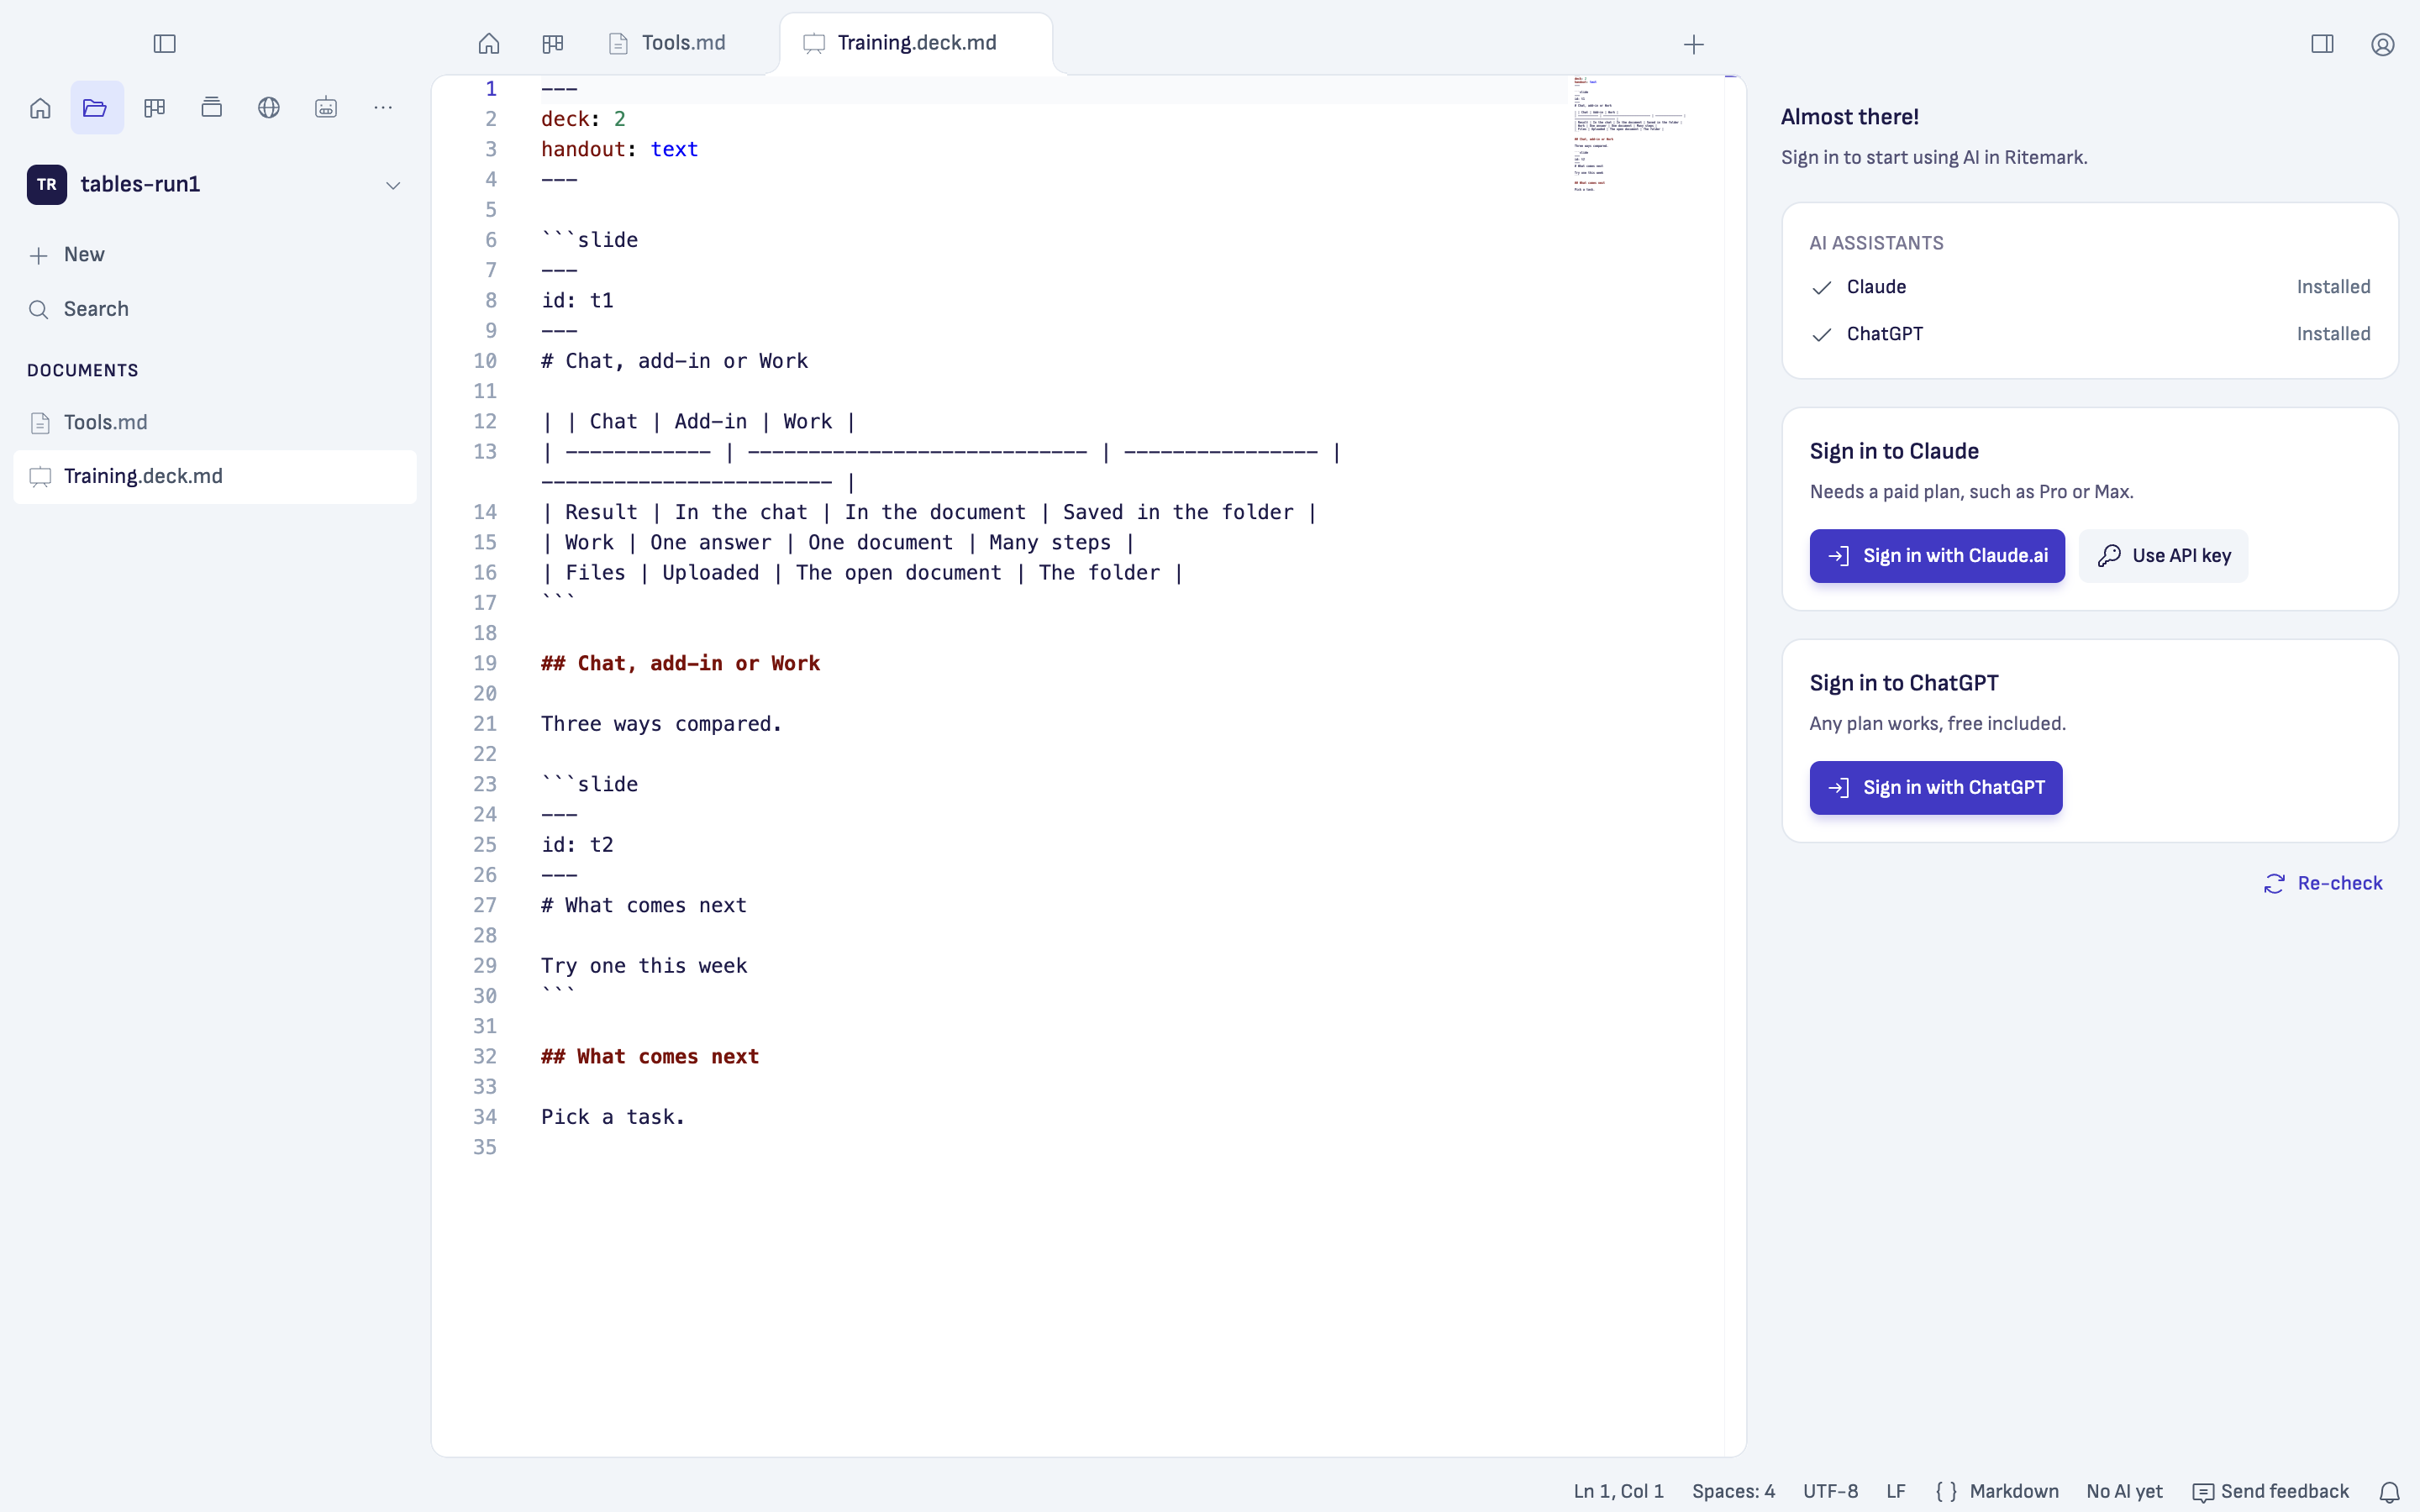 Tools.md
Training.deck.md
TR tables-run1
New
Search
DOCUMENTS
Tools.md
Training.deck.md
1 ---
2 deck: 2
3 handout: text
4 ---
5
6 ```slide
7 ---
8 id: t1
9 ---
10 # Chat, add-in or Work
11
12 | | Chat | Add-in | Work |
13 | ------------ | ---------------------------- | ---------------- |
------------------------ |
14 | Result | In the chat | In the document | Saved in the folder |
15 | Work | One answer | One document | Many steps |
16 | Files | Uploaded | The open document | The folder |
17 ```
18
19 ## Chat, add-in or Work
20
21 Three ways compared.
22
23 ```slide
24 ---
25 id: t2
26 ---
27 # What comes next
28
29 Try one this week
30 ```
31
32 ## What comes next
33
34 Pick a task.
35
Almost there!
Sign in to start using AI in Ritemark.
AI ASSISTANTS
Claude Installed
ChatGPT Installed
Sign in to Claude
Needs a paid plan, such as Pro or Max.
Sign in with Claude.ai Use API key
Sign in to ChatGPT
Any plan works, free included.
Sign in with ChatGPT
Re-check
Ln 1, Col 1 Spaces: 4 UTF-8 LF { } Markdown No AI yet Send feedback